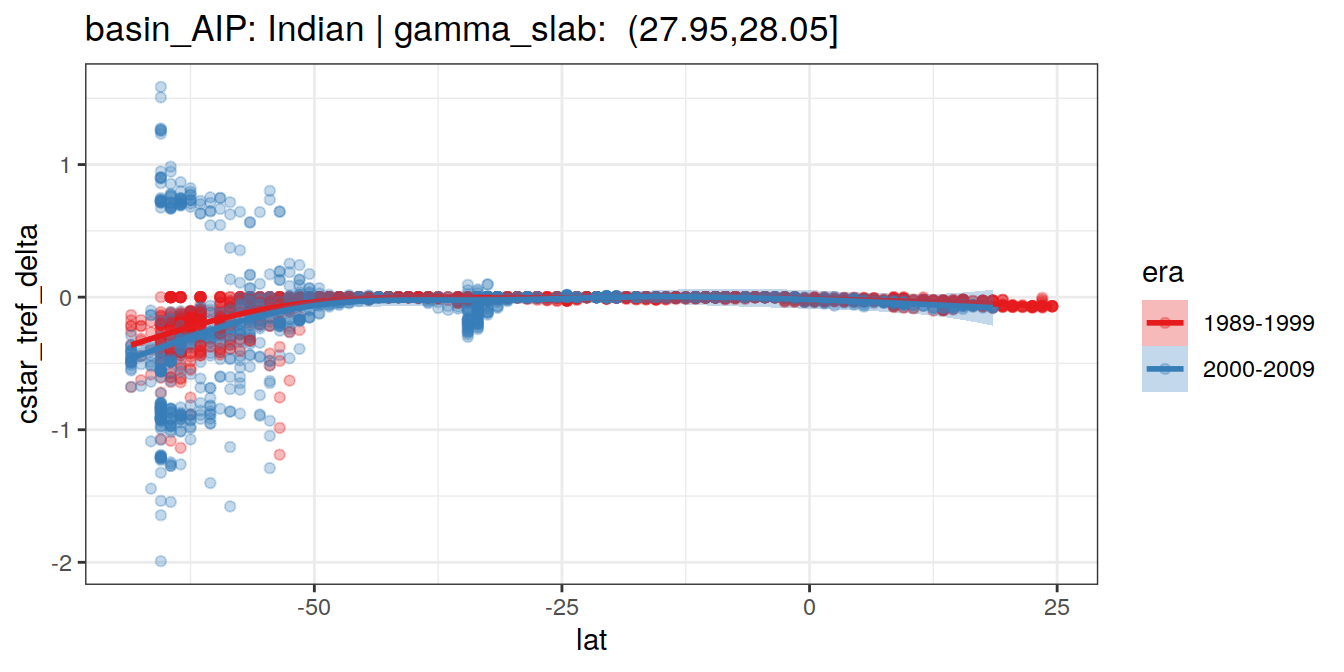 basin_AIP: Indian | gamma_slab:  (27.95,28.05]
cstar_tref_delta
1
0
-1
-2
-50
-25
0
25
lat
era
1989-1999
2000-2009